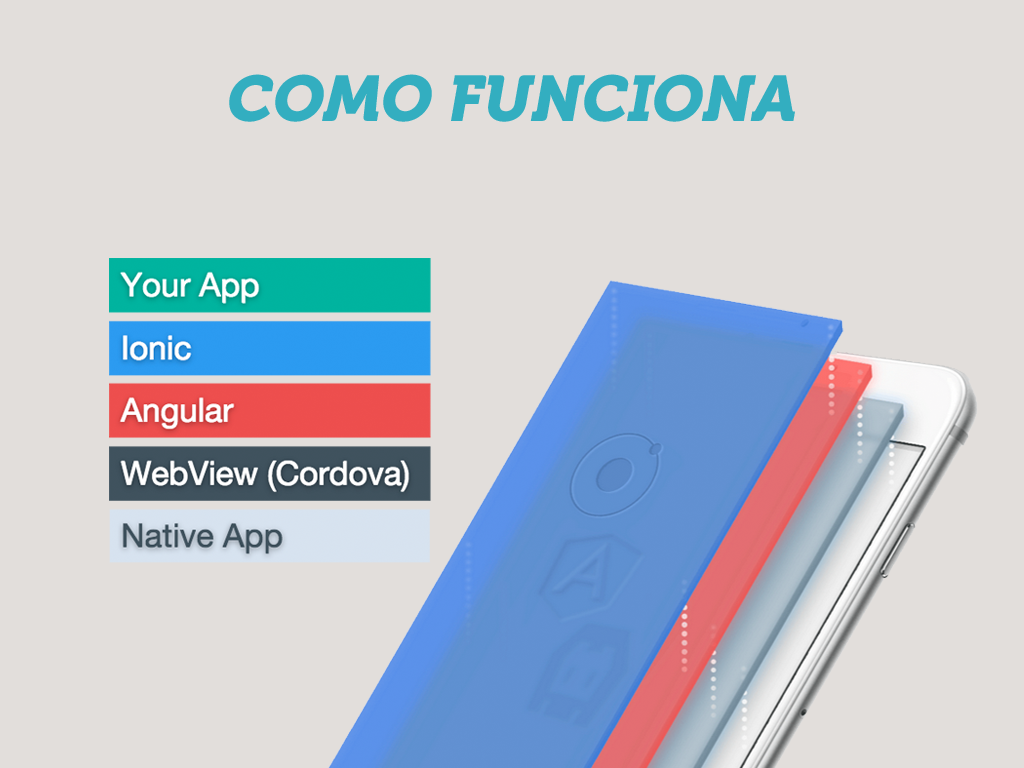 COMO FUNCIONA
Your App
Ionic
Angular
WebView (Cordova)
Native App